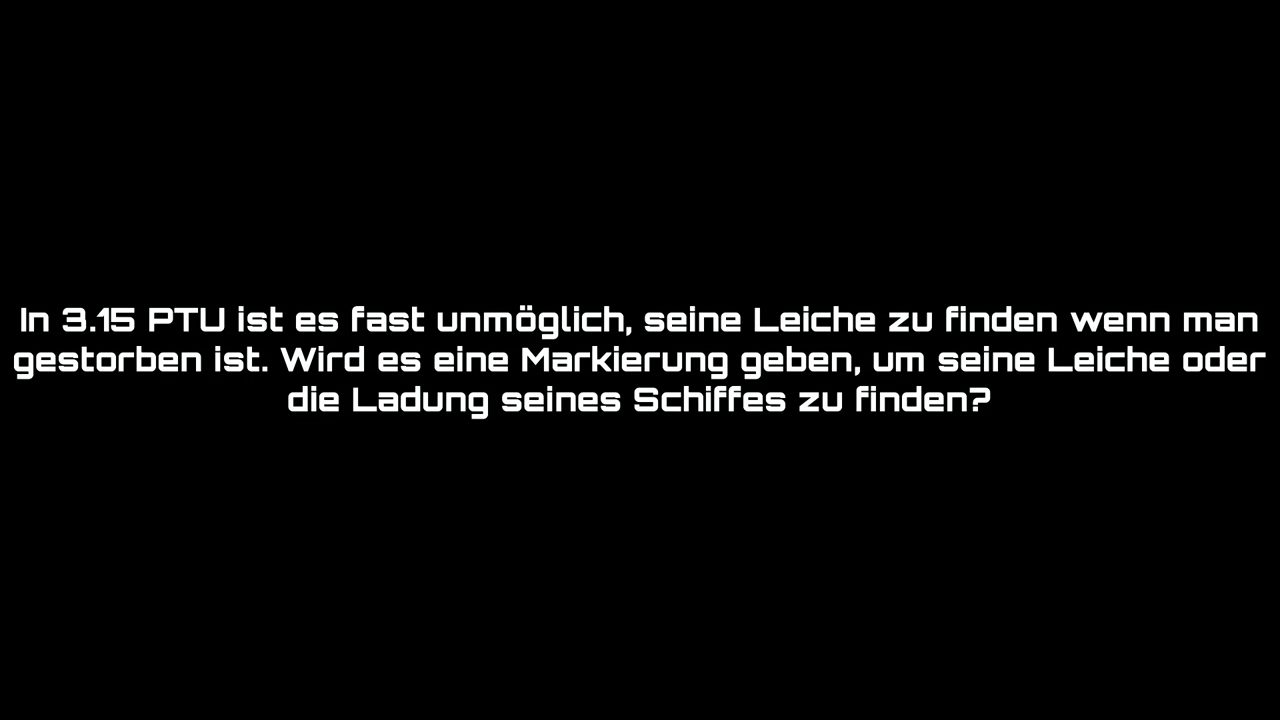 In 3.15 PTU ist es fast unmöglich, seine Leiche zu finden wenn man
gestorben ist. Wird es eine Markierung geben, um seine Leiche oder
die Ladung seines Schiffes zu finden?